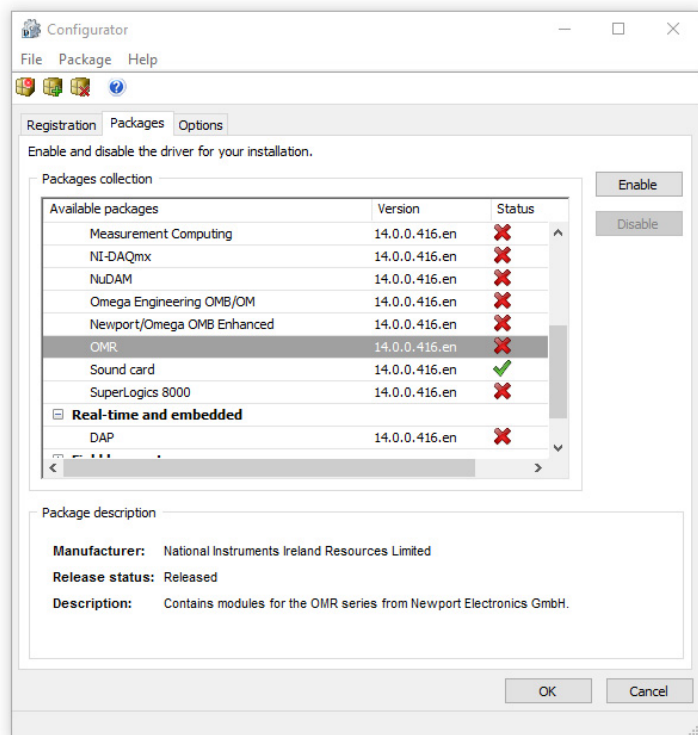 Configurator
File Package Help
Registration Packages Options
Enable and disable the driver for your installation.
Packages collection
Enable
Disable
Available packages Version Status
Measurement Computing 14.0.0.416.en
NI-DAQmx 14.0.0.416.en
NuDAM 14.0.0.416.en
Omega Engineering OMB/OM 14.0.0.416.en
Newport/Omega OMB Enhanced 14.0.0.416.en
OMR 14.0.0.416.en
Sound card 14.0.0.416.en
SuperLogics 8000 14.0.0.416.en
Real-time and embedded
DAP 14.0.0.416.en
Package description
Manufacturer: National Instruments Ireland Resources Limited
Release status: Released
Description: Contains modules for the OMR series from Newport Electronics GmbH.
OK Cancel